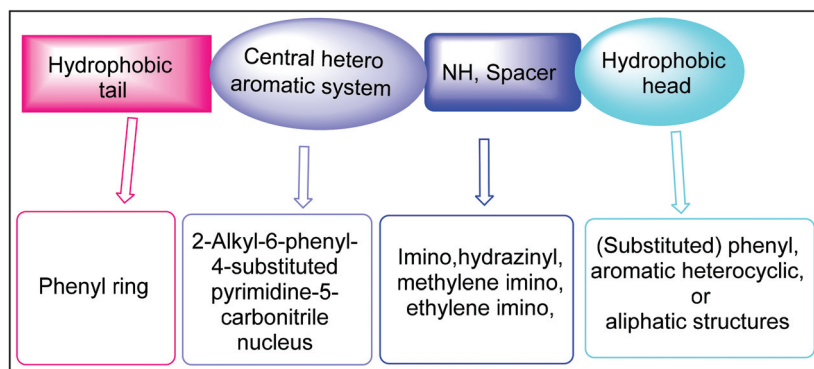 Hydrophobic
tail
Central hetero
aromatic system
NH, Spacer
Hydrophobic
head
Phenyl ring
2-Alkyl-6-phenyl-
4-substituted
pyrimidine-5-
carbonitrile
nucleus
Imino,hydrazinyl,
methylene imino,
ethylene imino,
(Substituted) phenyl,
aromatic heterocyclic,
or
aliphatic structures